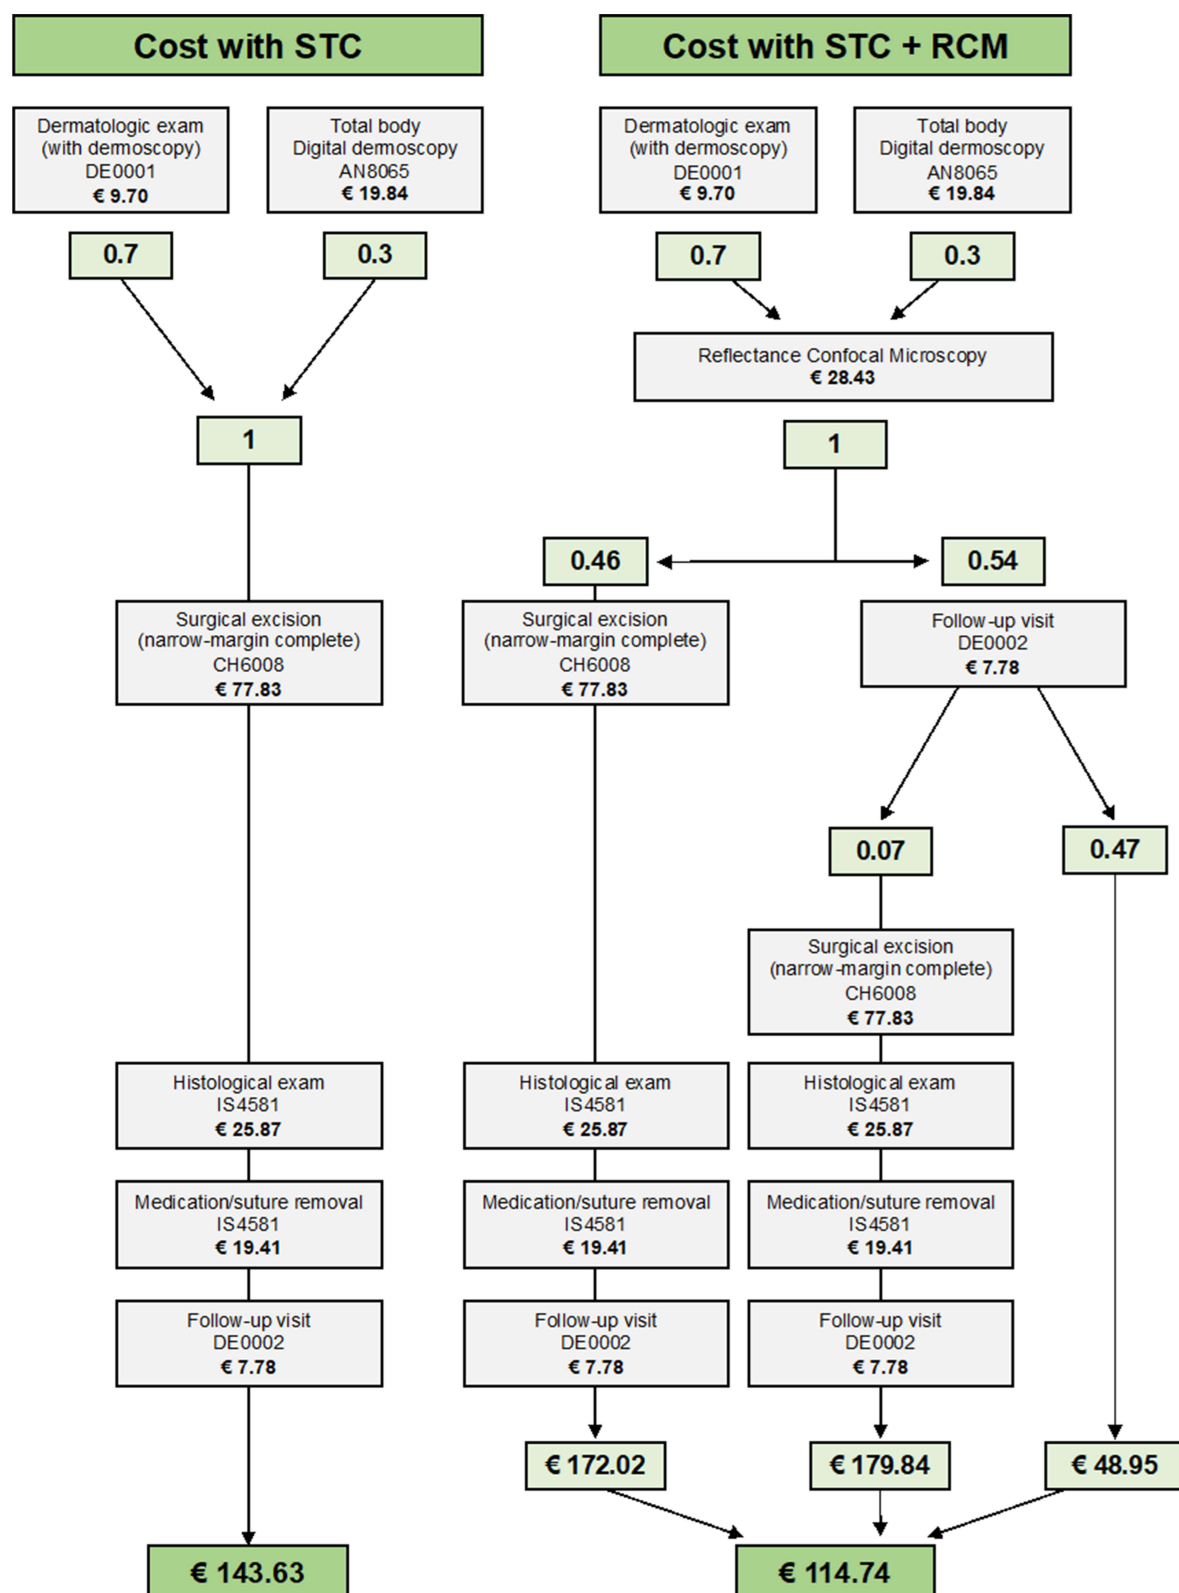 Cost with STC
Cost with STC + RCM
Dermatologic exam
(with dermoscopy)
DE0001
€ 9.70
Total body
Digital dermoscopy
AN8065
€ 19.84
Dermatologic exam
(with dermoscopy)
DE0001
€ 9.70
Total body
Digital dermoscopy
AN8065
€ 19.84
0.7
0.3
0.7
0.3
Reflectance Confocal Microscopy
€ 28.43
1
1
0.46
0.54
Surgical excision
(narrow-margin complete)
CH6008
€ 77.83
Surgical excision
(narrow-margin complete)
CH6008
€ 77.83
Follow-up visit
DE0002
€ 7.78
0.07
0.47
Surgical excision
(narrow-margin complete)
CH6008
€ 77.83
Histological exam
IS4581
€ 25.87
Histological exam
IS4581
€ 25.87
Histological exam
IS4581
€ 25.87
Medication/suture removal
IS4581
€ 19.41
Medication/suture removal
IS4581
€ 19.41
Medication/suture removal
IS4581
€ 19.41
Follow-up visit
DE0002
€ 7.78
Follow-up visit
DE0002
€ 7.78
Follow-up visit
DE0002
€ 7.78
€ 172.02
€ 179.84
€ 48.95
€ 143.63
€ 114.74